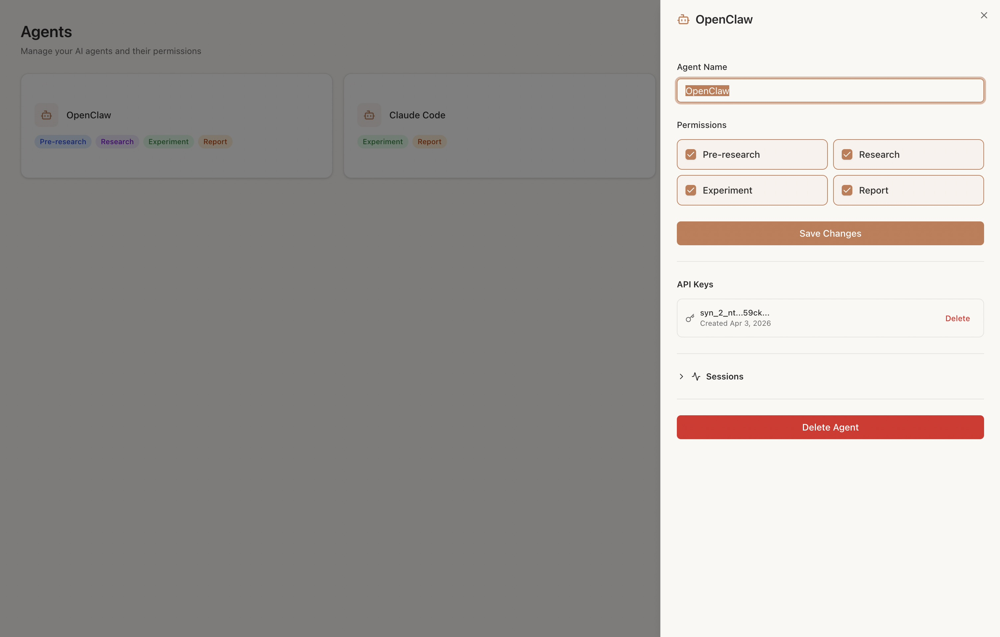 Agents
Manage your AI agents and their permissions
OpenClaw
Pre-research Research Experiment Report
Claude Code
Experiment Report
OpenClaw
Agent Name
OpenClaw
Permissions
Pre-research
Research
Experiment
Report
Save Changes
API Keys
syn_2_nt...59ck...
Created Apr 3, 2026
Delete
Sessions
Delete Agent